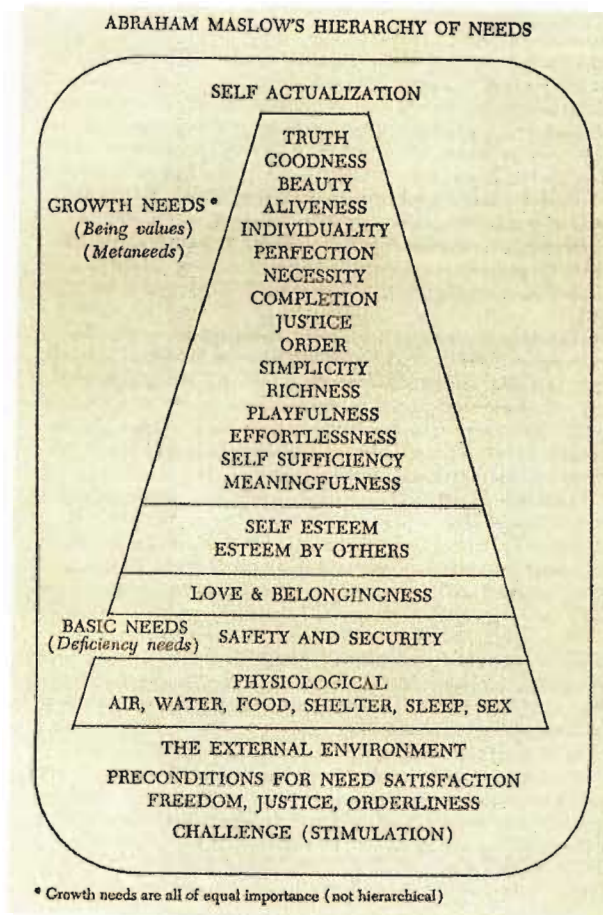 ABRAHAM MASLOW'S HIERARCHY OF NEEDS
SELF ACTUALIZATION
TRUTH
GOODNESS
BEAUTY
GROWTH NEEDS*
(Being values)
(Metaneeds)
ALIVENESS
INDIVIDUALITY
PERFECTION
NECESSITY
COMPLETION
JUSTICE
ORDER
SIMPLICITY
RICHNESS
PLAYFULNESS
EFFORTLESSNESS
SELF SUFFICIENCY
MEANINGFULNESS
SELF ESTEEM
ESTEEM BY OTHERS
LOVE & BELONGINGNESS
BASIC NEEDS
(Deficiency needs)
SAFETY AND SECURITY
PHYSIOLOGICAL
AIR, WATER, FOOD, SHELTER, SLEEP, SEX
THE EXTERNAL ENVIRONMENT
PRECONDITIONS FOR NEED SATISFACTION
FREEDOM, JUSTICE, ORDERLINESS
CHALLENGE (STIMULATION)
* Growth needs are all of equal importance (not hierarchical)